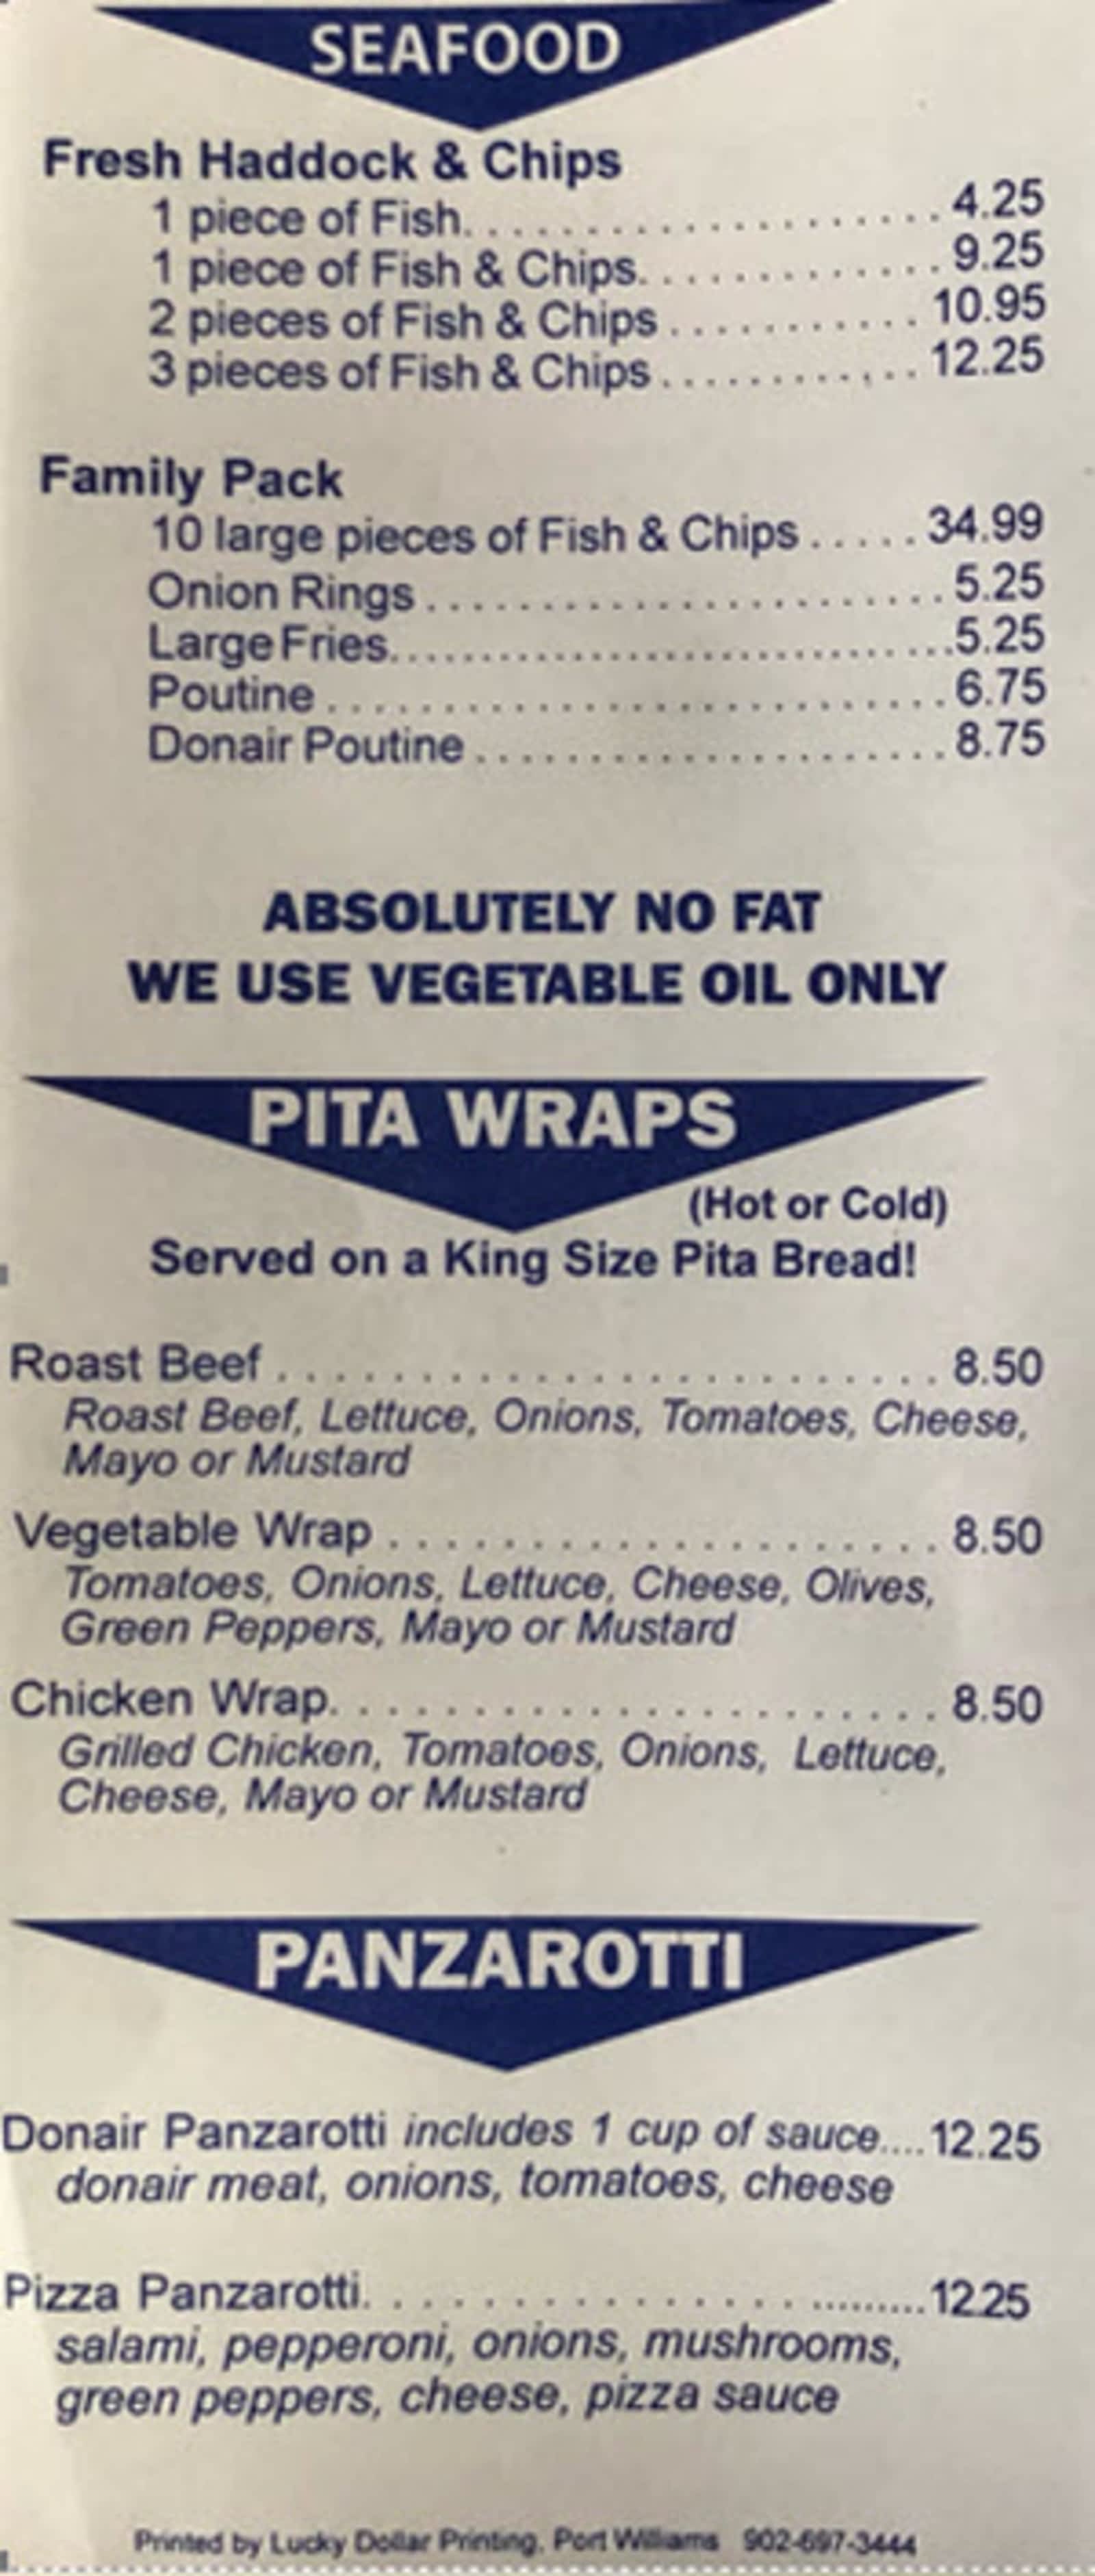 SEAFOOD
Fresh Haddock & Chips
1 piece of Fish. . . . . . . . . . . . . . . . . . . . . 4.25
1 piece of Fish & Chips. . . . . . . . . . . . . . 9.25
2 pieces of Fish & Chips . . . . . . . . . . . 10.95
3 pieces of Fish & Chips . . . . . . . . . . . . 12.25
Family Pack
10 large pieces of Fish & Chips . . . . . 34.99
Onion Rings . . . . . . . . . . . . . . . . . . . . . . . 5.25
Large Fries. . . . . . . . . . . . . . . . . . . . . . . . . . . . . . 5.25
Poutine . . . . . . . . . . . . . . . . . . . . . . . . . . . 6.75
Donair Poutine . . . . . . . . . . . . . . . . . . . . . 8.75
ABSOLUTELY NO FAT
WE USE VEGETABLE OIL ONLY
PITA WRAPS
(Hot or Cold)
Served on a King Size Pita Bread!
Roast Beef . . . . . . . . . . . . . . . . . . . . . . . 8.50
Roast Beef, Lettuce, Onions, Tomatoes, Cheese,
Mayo or Mustard
Vegetable Wrap . . . . . . . . . . . . . . . . . . . 8.50
Tomatoes, Onions, Lettuce, Cheese, Olives,
Green Peppers, Mayo or Mustard
Chicken Wrap. . . . . . . . . . . . . . . . . . . . . . 8.50
Grilled Chicken, Tomatoes, Onions, Lettuce,
Cheese, Mayo or Mustard
PANZAROTTI
Donair Panzarotti includes 1 cup of sauce....12.25
donair meat, onions, tomatoes, cheese
Pizza Panzarotti. . . . . . . . . . . . . . . . .........12.25
salami, pepperoni, onions, mushrooms,
green peppers, cheese, pizza sauce
Printed by Lucky Dollar Printing, Port Williams 902-697-3444